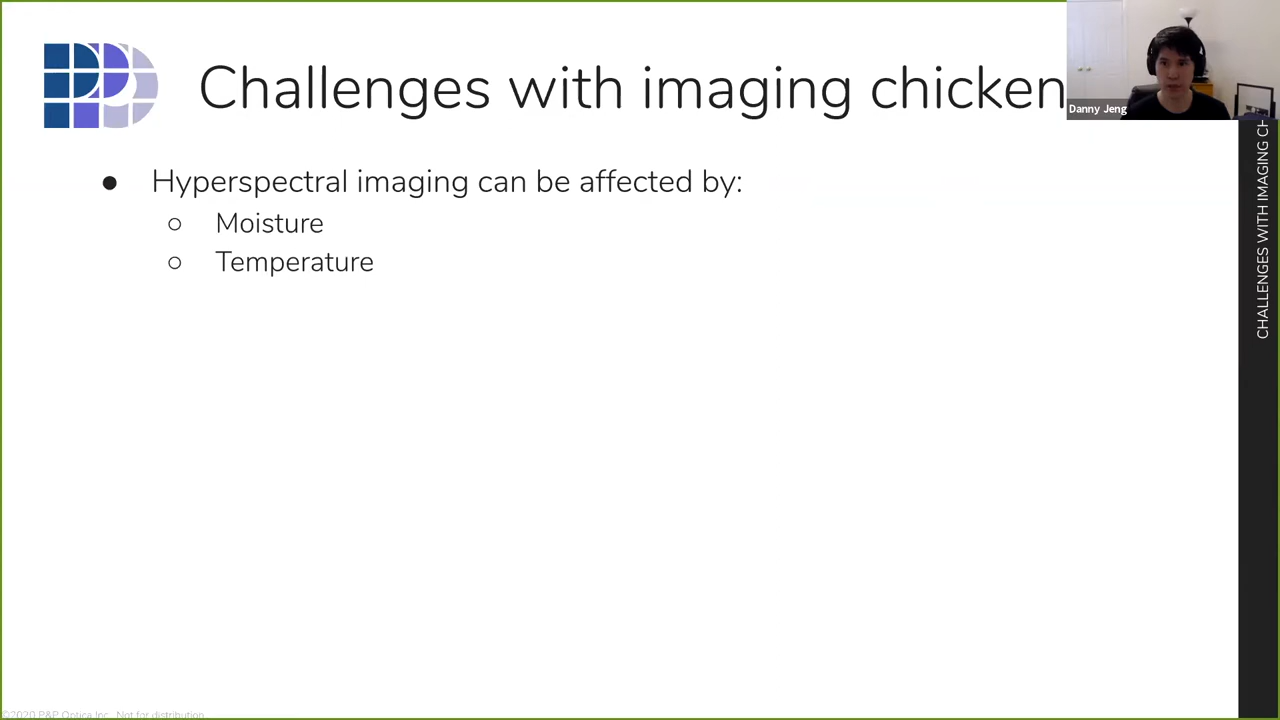 Challenges with imaging chicken
Danny Jeng
Hyperspectral imaging can be affected by:
Moisture
Temperature
CHALLENGES WITH IMAGING CH
©2020 P&P Optica Inc. Not for distribution